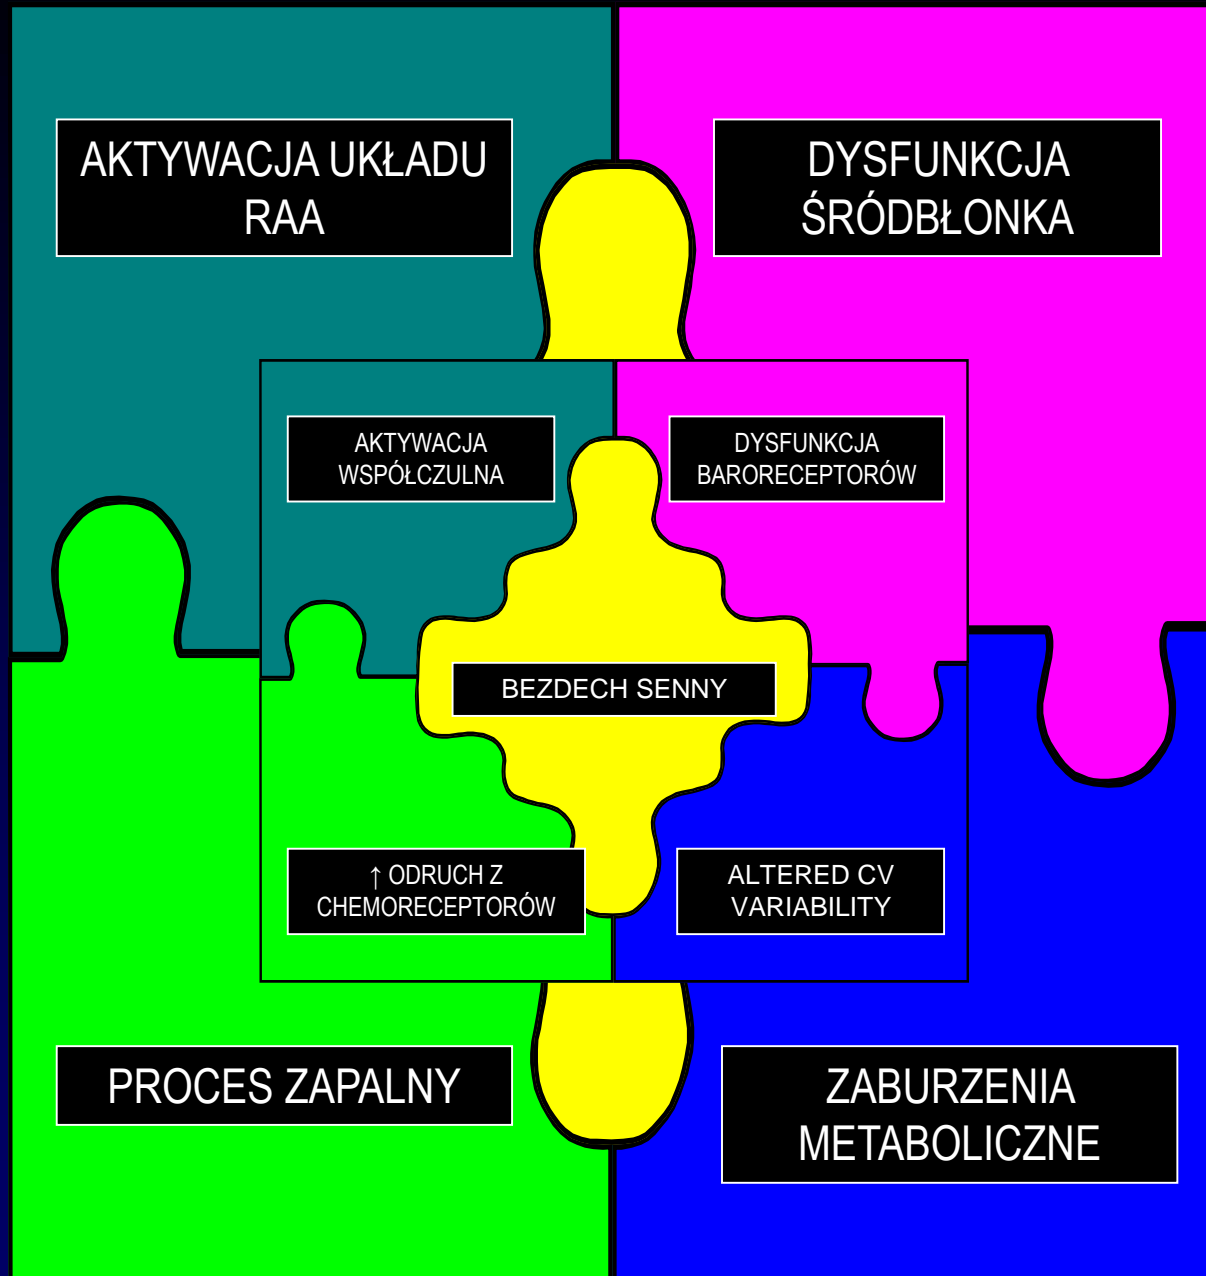 AKTYWACJA UKŁADU
RAA
DYSFUNKCJA
ŚRÓDBŁONKA
AKTYWACJA
WSPÓŁCZULNA
DYSFUNKCJA
BARORECEPTORÓW
BEZDECH SENNY
↑ ODRUCH Z
CHEMORECEPTORÓW
ALTERED CV
VARIABILITY
PROCES ZAPALNY
ZABURZENIA
METABOLICZNE